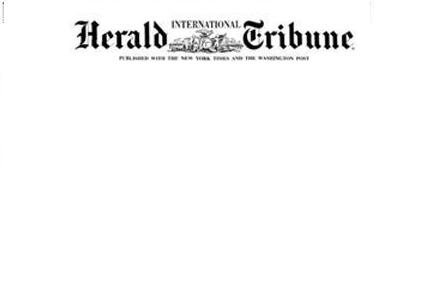 INTERNATIONAL
Herald Tribune
PUBLISHED WITH THE NEW YORK TIMES AND THE WASHINGTON POST